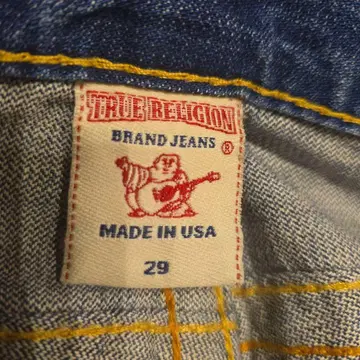 TRUE RELIGION
BRAND JEANS ®
MADE IN USA
29